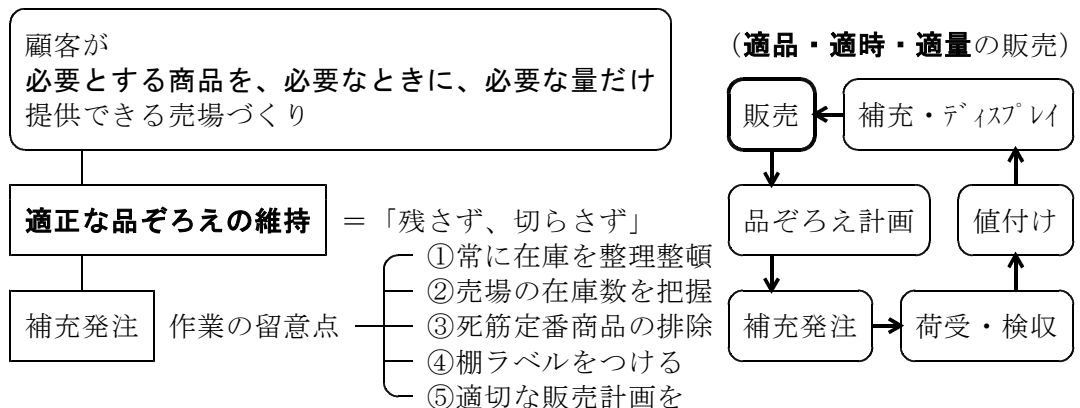 顧客が
必要とする商品を、必要なときに、必要な量だけ
提供できる売場づくり
適正な品ぞろえの維持 =「残さず、切らさず」
補充発注 作業の留意点
①常に在庫を整理整頓
②売場の在庫数を把握
③死筋定番商品の排除
④棚ラベルをつける
⑤適切な販売計画を
(適品・適時・適量の販売)
販売
補充・ディスプレイ
品ぞろえ計画
値付け
補充発注
荷受・検収